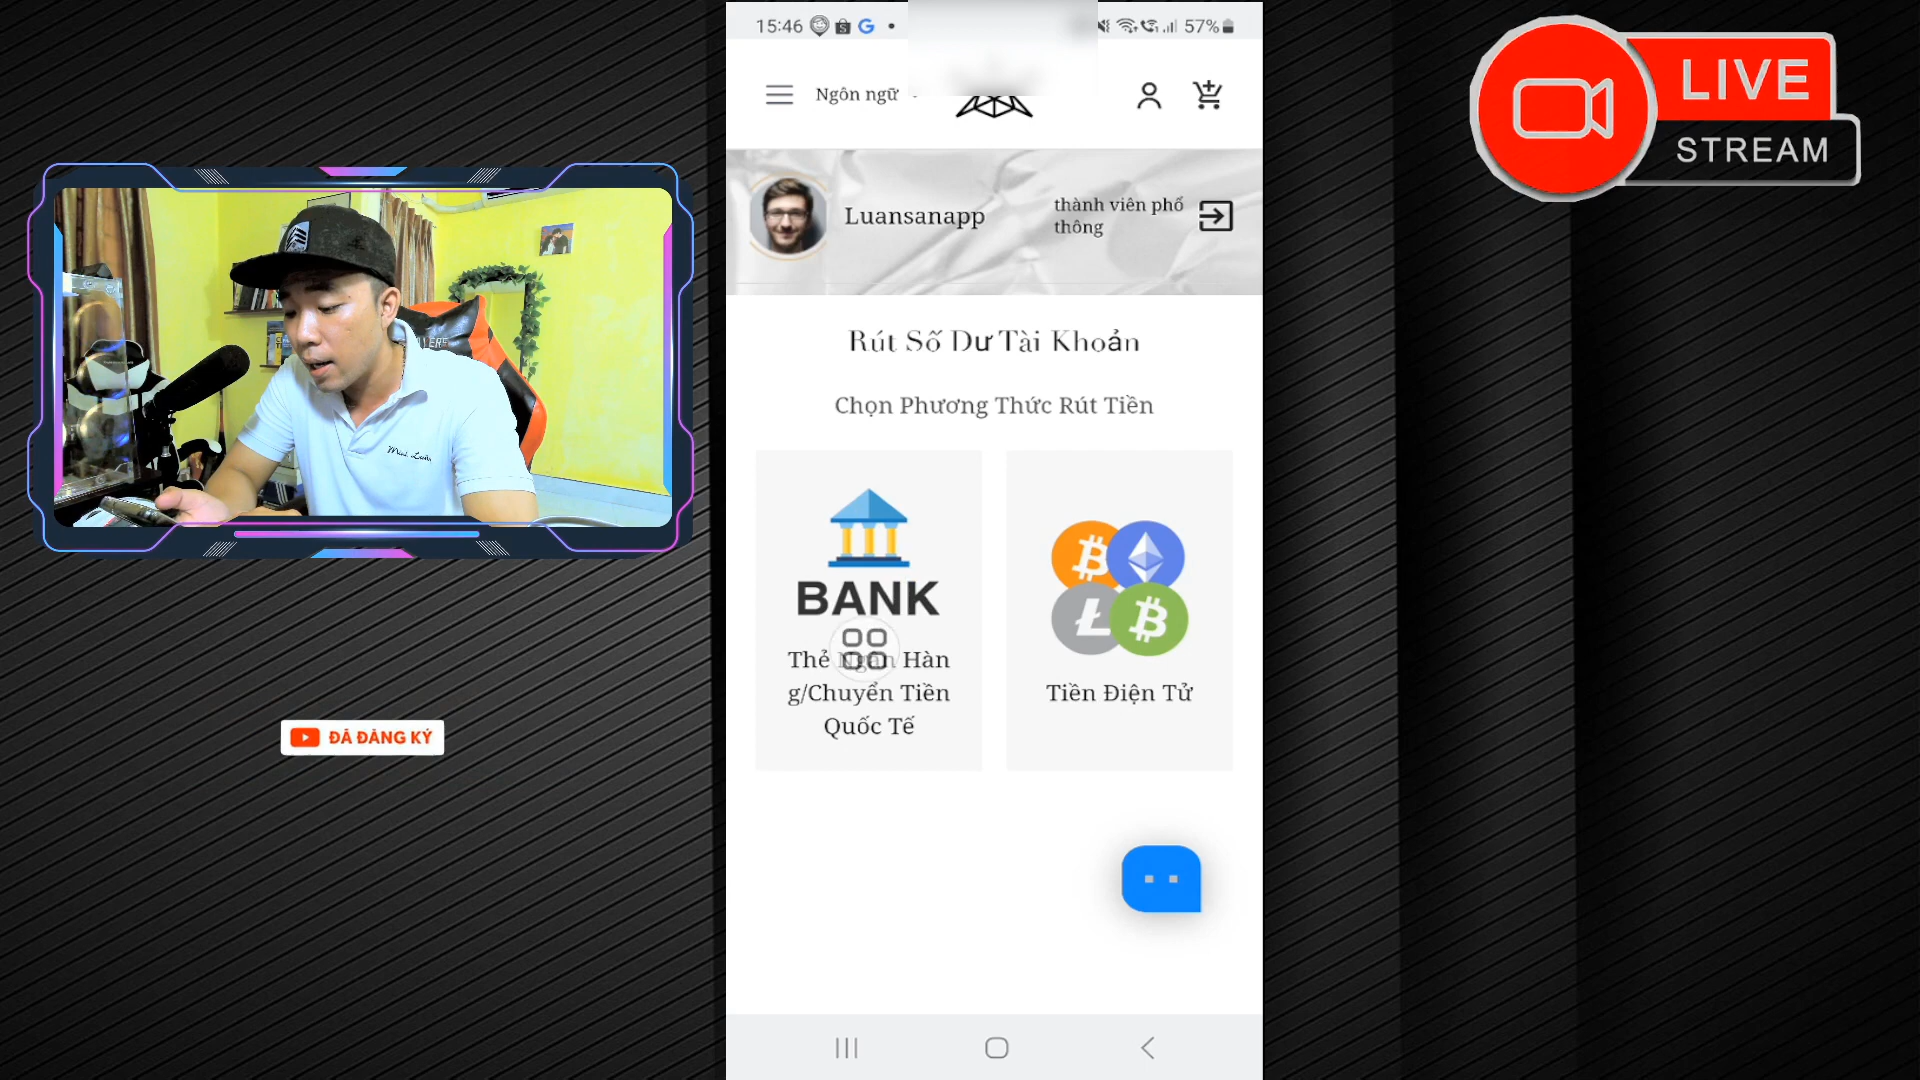 15:46
57%
Ngôn ngữ
LIVE
STREAM
Luansanapp
thành viên phổ
thông
Rút Số Dư Tài Khoản
Chọn Phương Thức Rút Tiền
BANK
Thẻ Ngân Hàn
g/Chuyển Tiền
Quốc Tế
Tiền Điện Tử
ĐÃ ĐĂNG KÝ